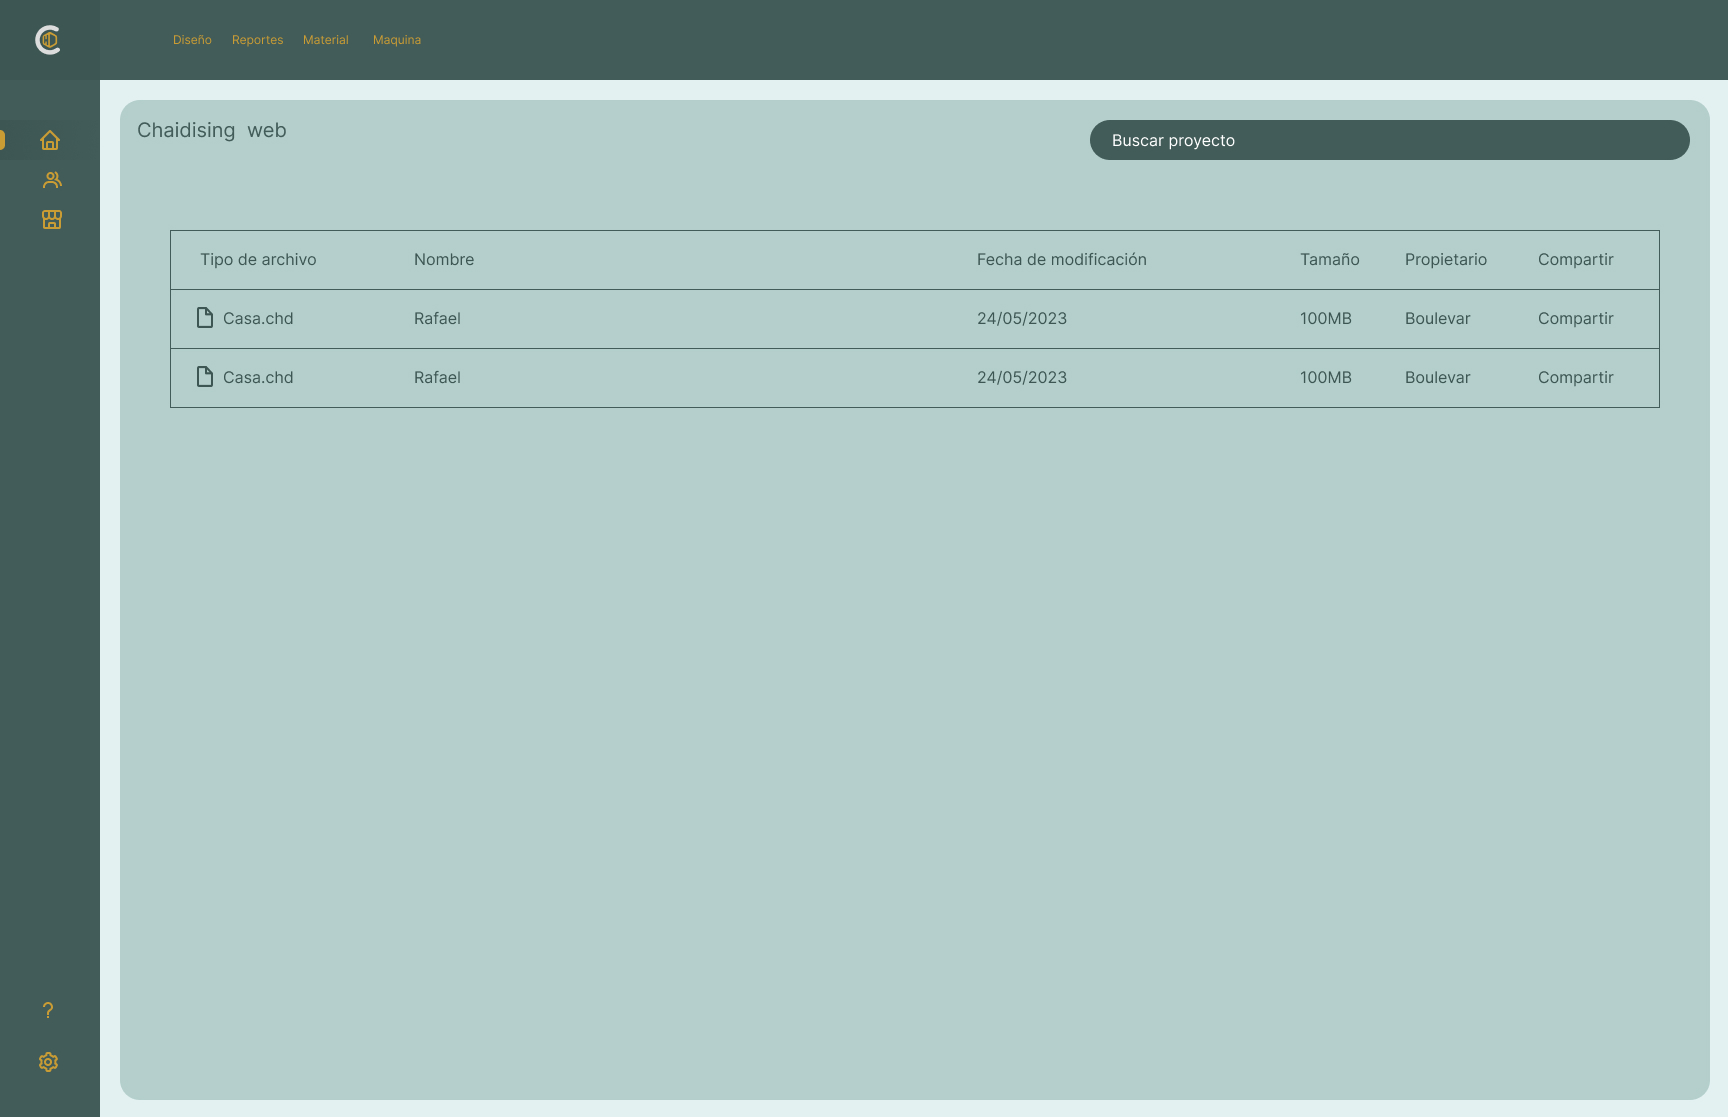 Diseño Reportes Material Maquina
Chaidising web
Buscar proyecto
Tipo de archivo Nombre Fecha de modificación Tamaño Propietario Compartir
Casa.chd Rafael 24/05/2023 100MB Boulevar Compartir
Casa.chd Rafael 24/05/2023 100MB Boulevar Compartir
?